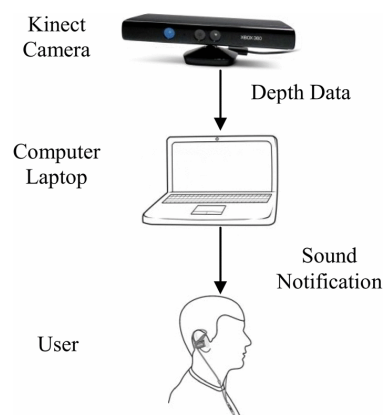 Kinect
Camera
XBOX 360
Depth Data
Computer
Laptop
Sound
Notification
User